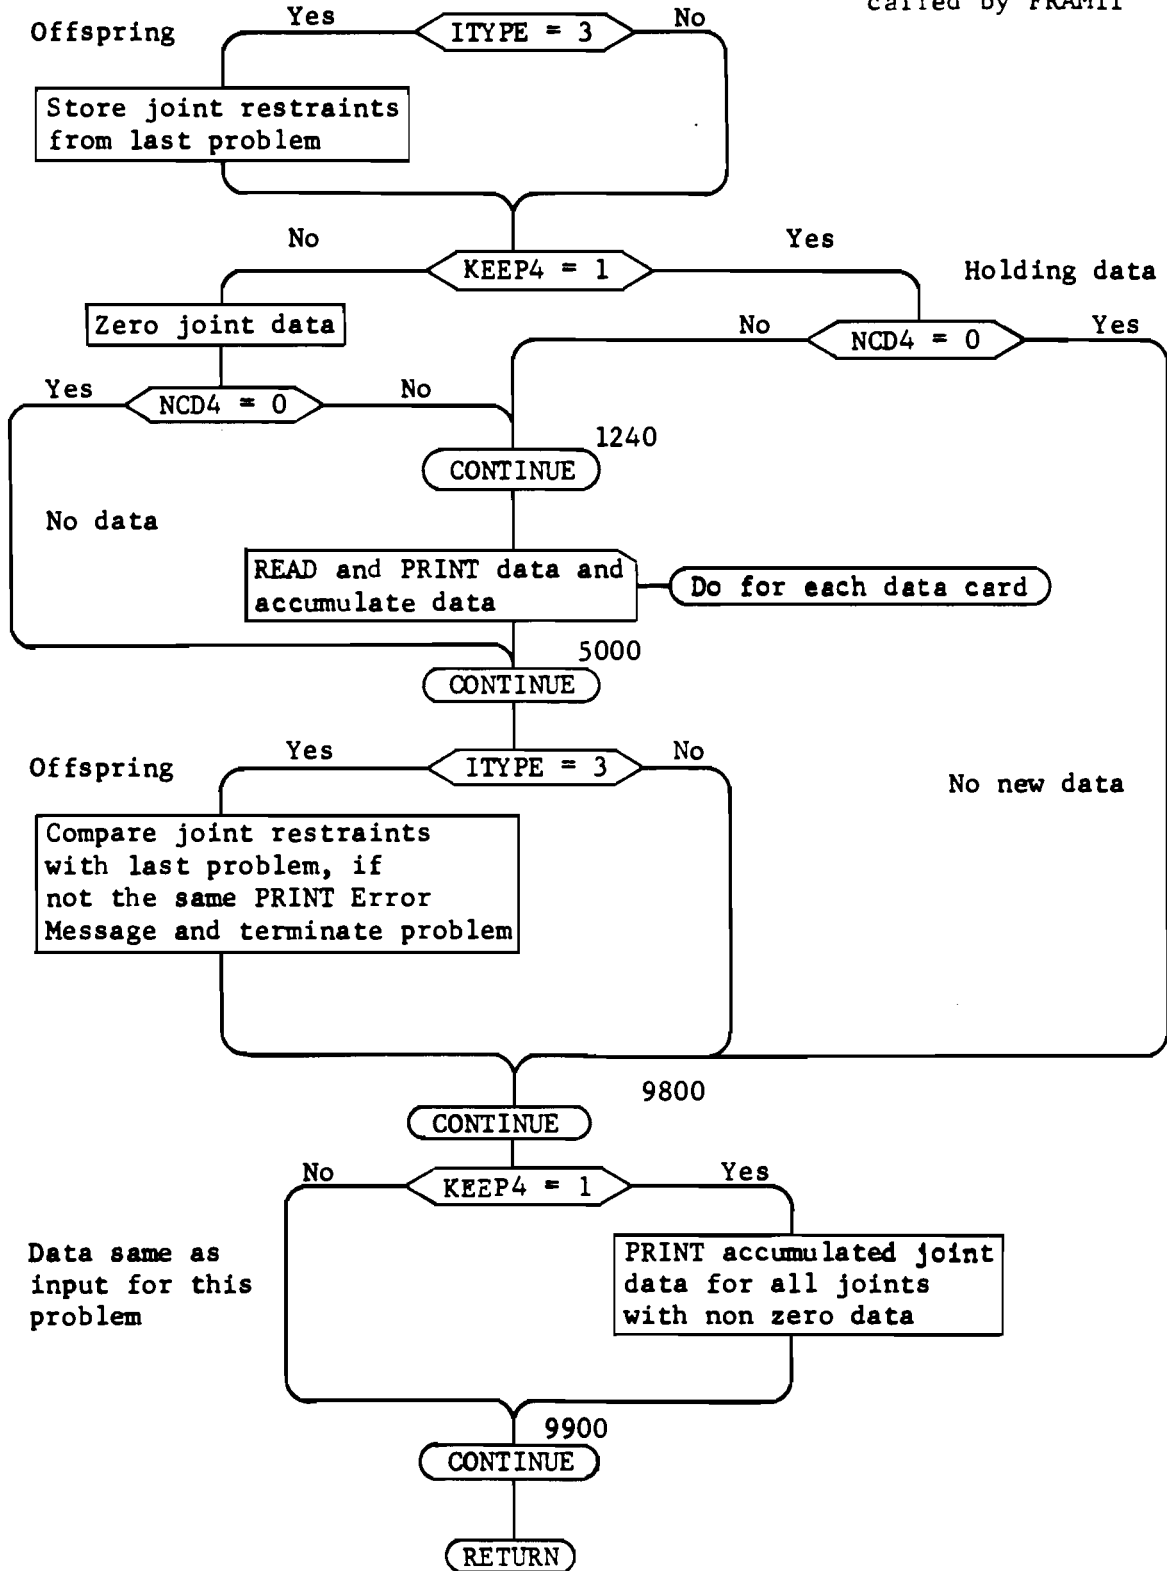 called by FRAM11
Yes
No
Offspring
ITYPE = 3
Store joint restraints
from last problem
No
Yes
KEEP4 = 1
Holding data
Zero joint data
No
Yes
NCD4 = 0
Yes
No
NCD4 = 0
1240
CONTINUE
No data
READ and PRINT data and
accumulate data
Do for each data card
5000
CONTINUE
Yes
No
Offspring
ITYPE = 3
No new data
Compare joint restraints
with last problem, if
not the same PRINT Error
Message and terminate problem
9800
CONTINUE
No
Yes
KEEP4 = 1
Data same as
input for this
problem
PRINT accumulated joint
data for all joints
with non zero data
9900
CONTINUE
RETURN